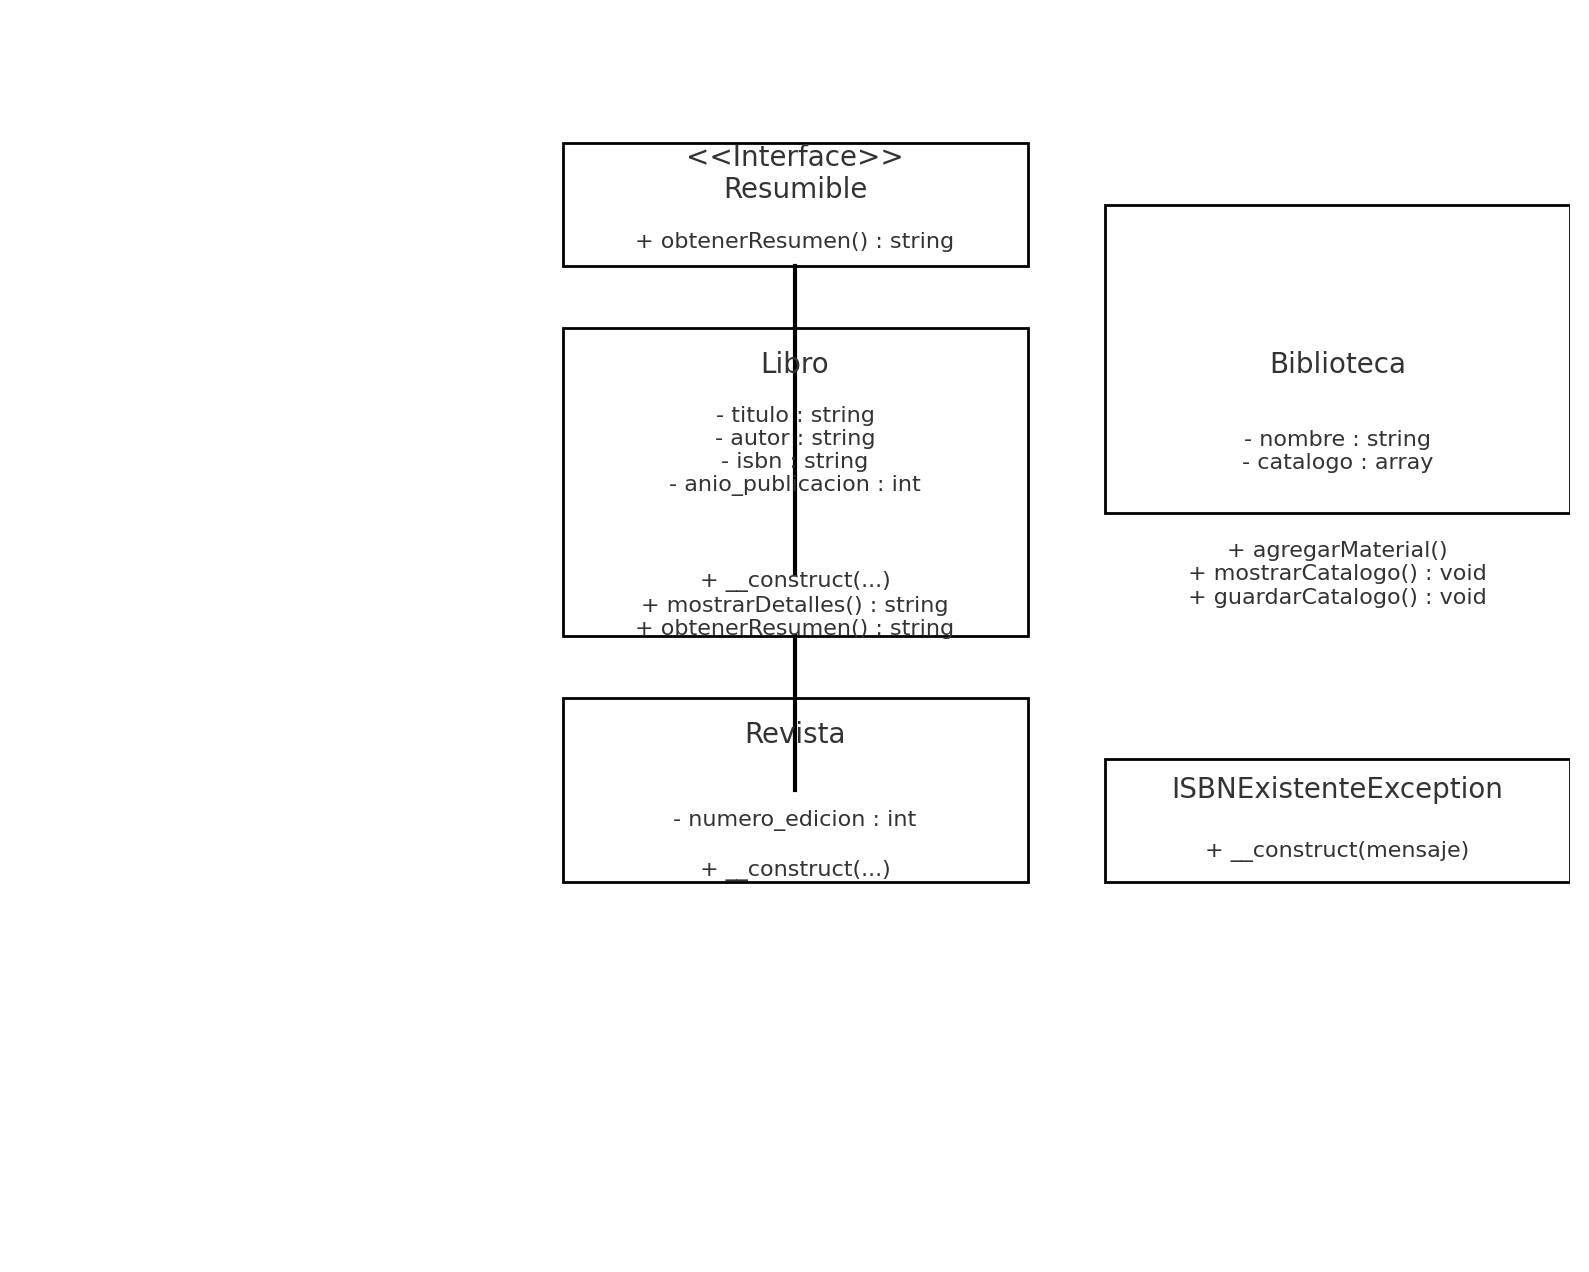 <<Interface>>
Resumible
+ obtenerResumen() : string
Libro
- titulo : string
- autor : string
- isbn : string
- anio_publicacion : int
+ __construct(...)
+ mostrarDetalles() : string
+ obtenerResumen() : string
Revista
- numero_edicion : int
+ __construct(...)
Biblioteca
- nombre : string
- catalogo : array
+ agregarMaterial()
+ mostrarCatalogo() : void
+ guardarCatalogo() : void
ISBNExistenteException
+ __construct(mensaje)